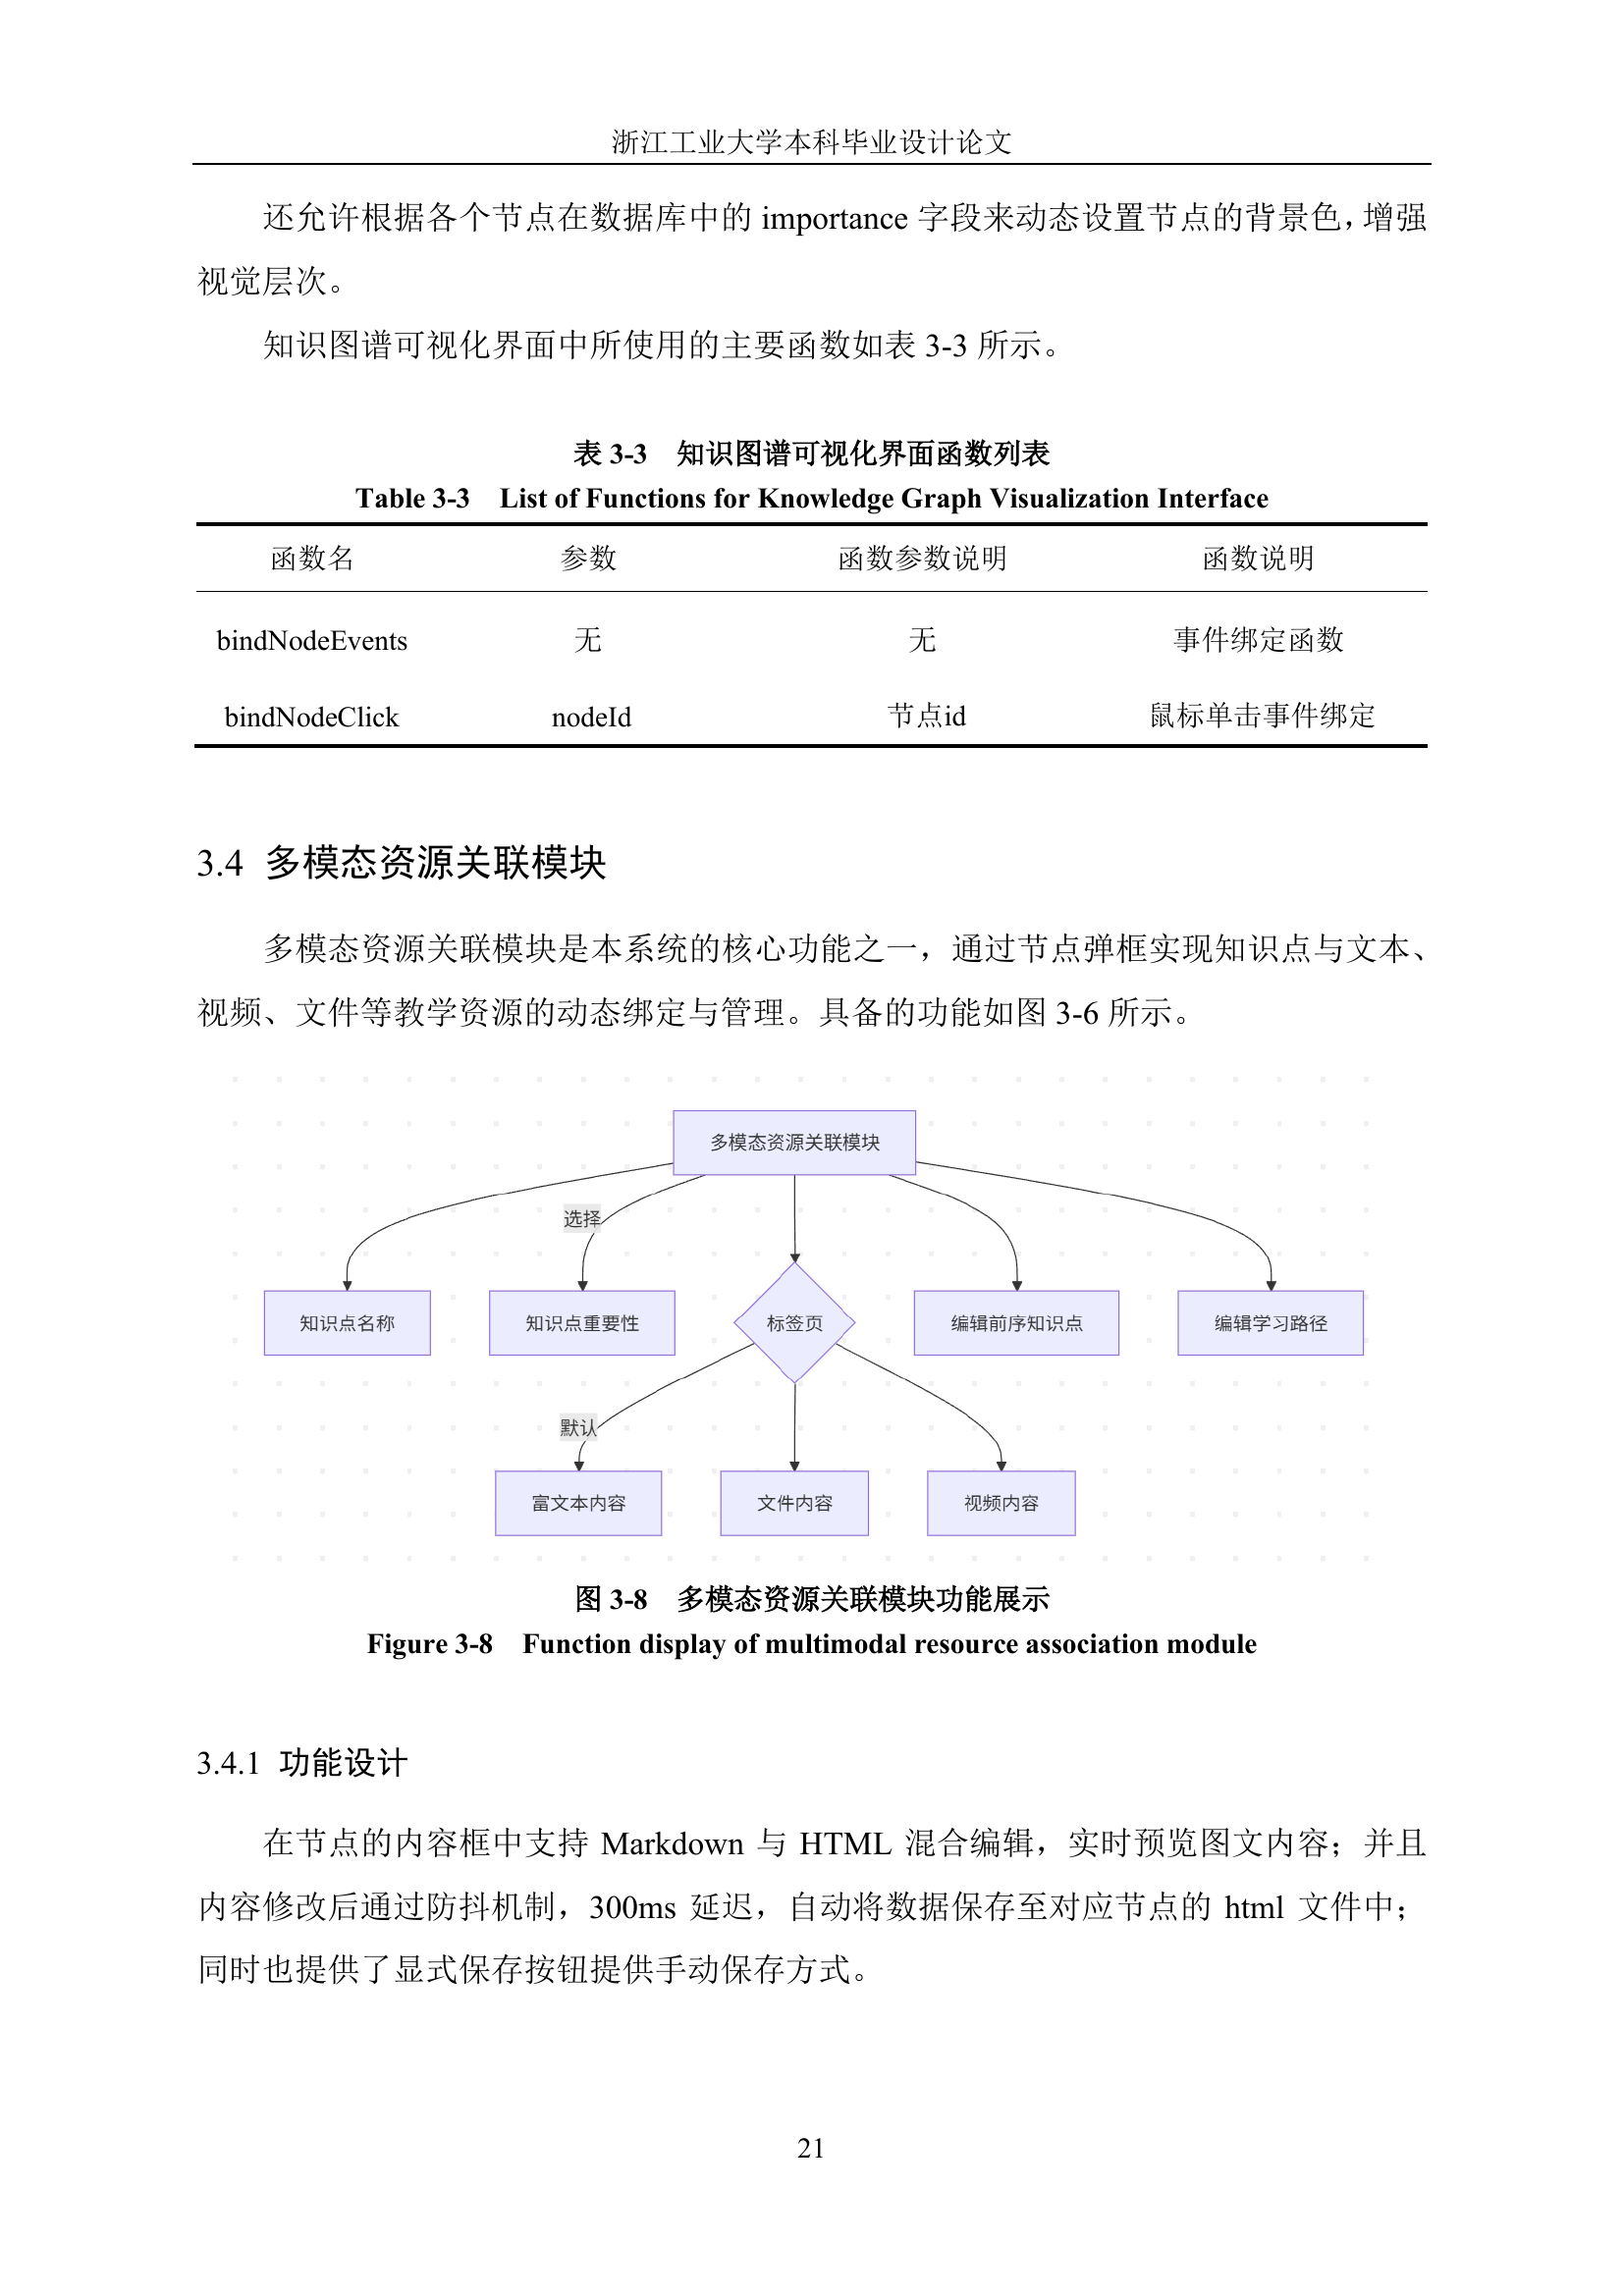 浙江工业大学本科毕业设计论文
还允许根据各个节点在数据库中的 importance 字段来动态设置节点的背景色，增强
视觉层次。
知识图谱可视化界面中所使用的主要函数如表 3-3 所示。
表 3-3 知识图谱可视化界面函数列表
Table 3-3 List of Functions for Knowledge Graph Visualization Interface
函数名 参数 函数参数说明 函数说明
bindNodeEvents 无 无 事件绑定函数
bindNodeClick nodeId 节点id 鼠标单击事件绑定
3.4 多模态资源关联模块
多模态资源关联模块是本系统的核心功能之一，通过节点弹框实现知识点与文本、
视频、文件等教学资源的动态绑定与管理。具备的功能如图 3-6 所示。
多模态资源关联模块
选择
知识点名称 知识点重要性 标签页 编辑前序知识点 编辑学习路径
默认
富文本内容 文件内容 视频内容
图 3-8 多模态资源关联模块功能展示
Figure 3-8 Function display of multimodal resource association module
3.4.1 功能设计
在节点的内容框中支持 Markdown 与 HTML 混合编辑，实时预览图文内容；并且
内容修改后通过防抖机制，300ms 延迟，自动将数据保存至对应节点的 html 文件中；
同时也提供了显式保存按钮提供手动保存方式。
21